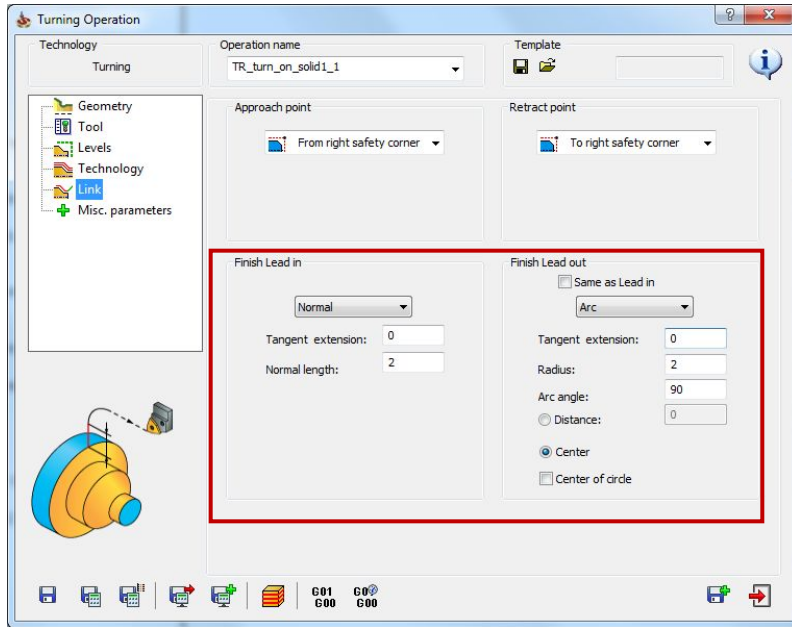 Turning Operation
Technology
Turning
Operation name
TR_turn_on_solid1_1
Template
Geometry
Tool
Levels
Technology
Link
Misc. parameters
Approach point
From right safety corner
Retract point
To right safety corner
Finish Lead in
Normal
Tangent extension: 0
Normal length: 2
Finish Lead out
Same as Lead in
Arc
Tangent extension: 0
Radius: 2
Arc angle: 90
Distance: 0
Center
Center of circle
G01
G00
G0
G00